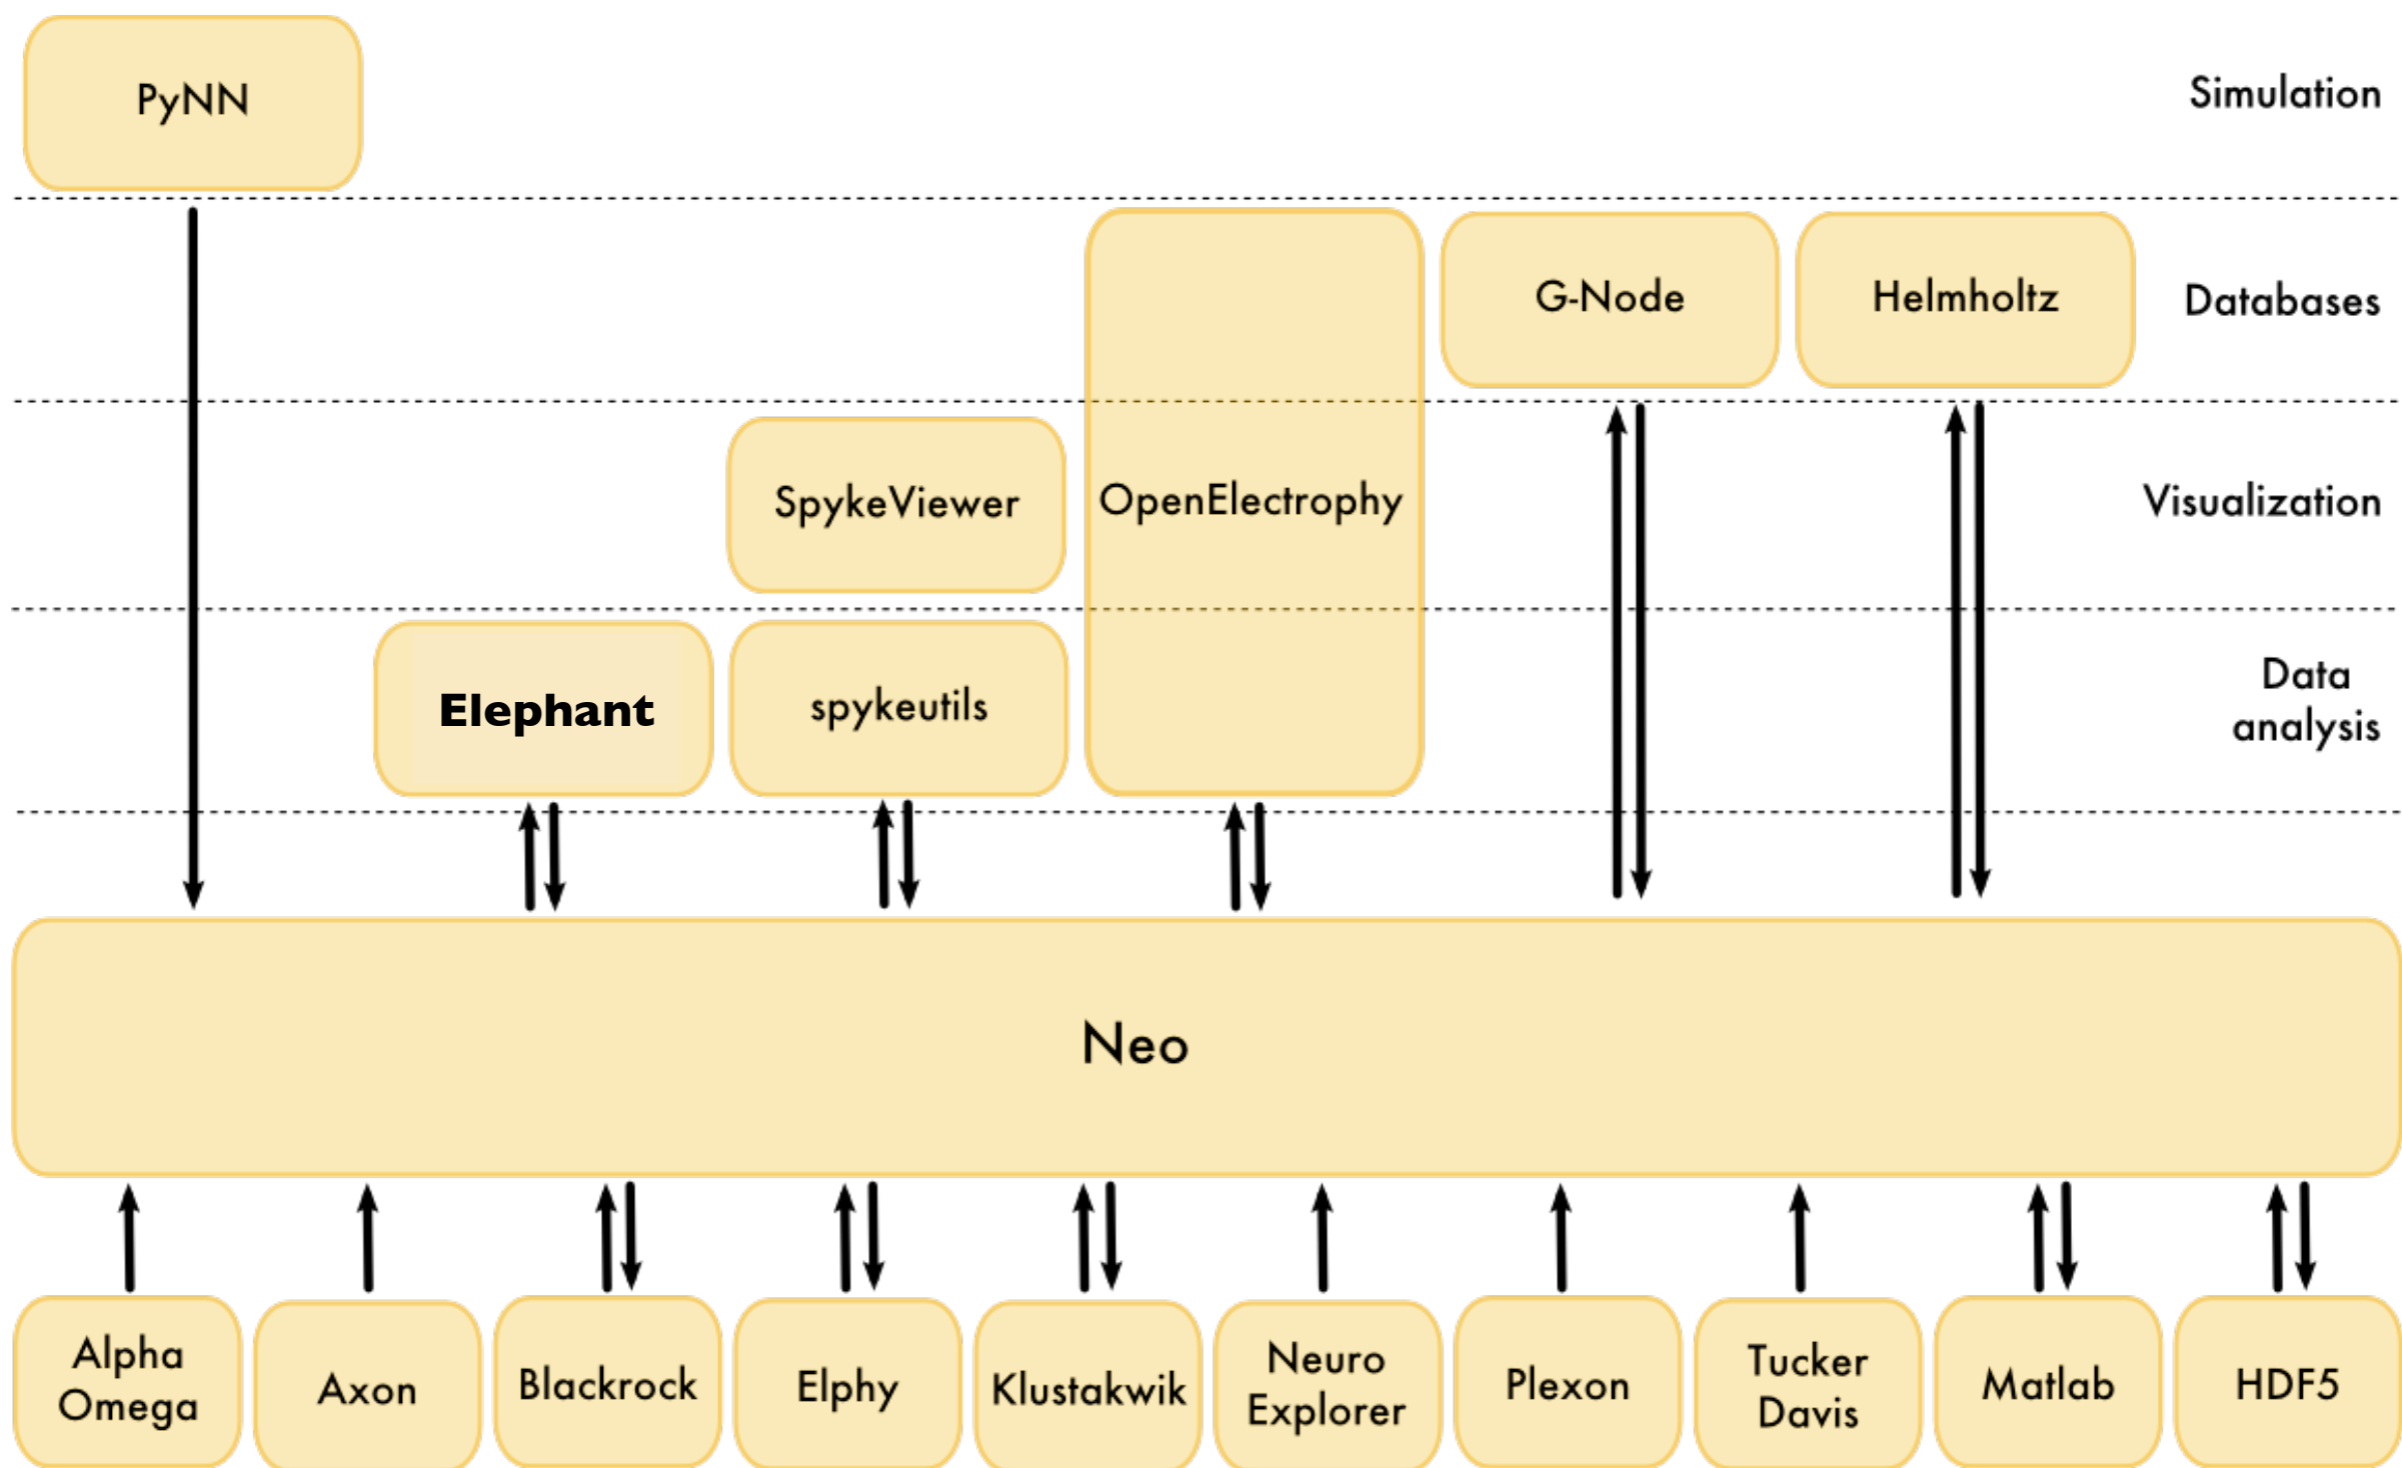 PyNN
Simulation
G-Node
Helmholtz
Databases
SpykeViewer
OpenElectrophy
Visualization
Elephant
spykeutils
Data
analysis
Neo
Alpha
Omega
Axon
Blackrock
Elphy
Klustakwik
Neuro
Explorer
Plexon
Tucker
Davis
Matlab
HDF5